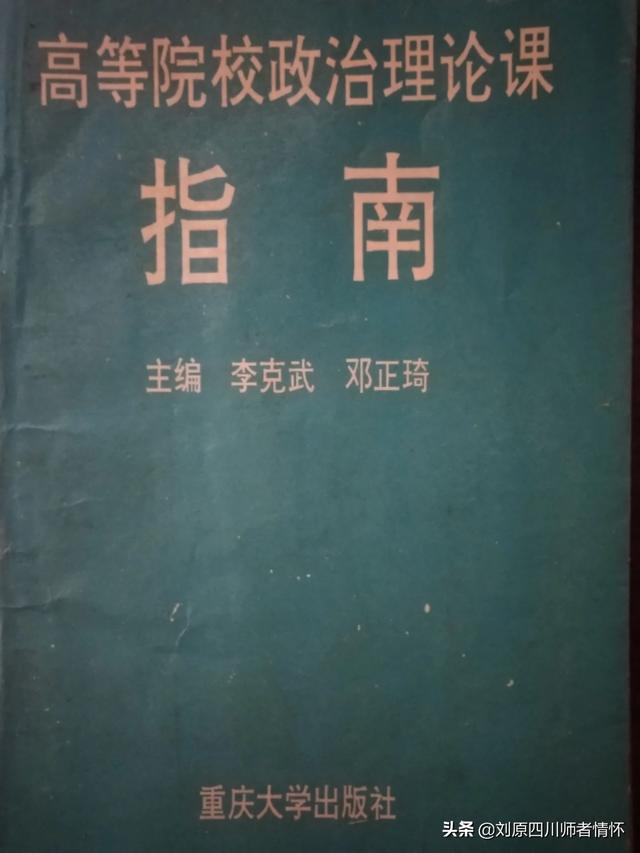 高等院校政治理论课
指南
主编 李克武 邓正琦
重庆大学出版社
头条 @刘原四川师者情怀